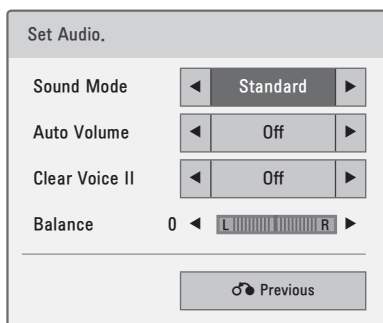 Set Audio.
Sound Mode ◀ Standard ▶
Auto Volume ◀ Off ▶
Clear Voice II ◀ Off ▶
Balance 0 ◀ L R ▶
Previous